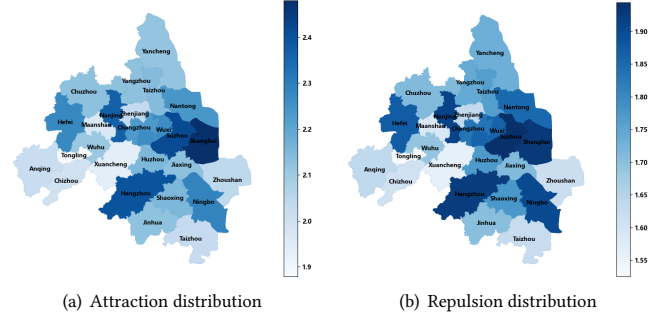 Yancheng
Yangzhou
Chuzhou
Taizhou
Nantong
Nanjing
Zhenjiang
Hefei
Maanshan
Changzhou
Wuxi
Suzhou
Shanghai
Wuhu
Tongling
Xuancheng
Huzhou
Jiaxing
Anqing
Chizhou
Zhoushan
Hangzhou
Shaoxing
Ningbo
Jinhua
Taizhou
2.4
2.3
2.2
2.1
2.0
1.9
(a) Attraction distribution
Yancheng
Yangzhou
Chuzhou
Taizhou
Nantong
Nanjing
Zhenjiang
Hefei
Maanshan
Changzhou
Wuxi
Suzhou
Shanghai
Wuhu
Tongling
Xuancheng
Huzhou
Jiaxing
Anqing
Chizhou
Zhoushan
Hangzhou
Shaoxing
Ningbo
Jinhua
Taizhou
1.90
1.85
1.80
1.75
1.70
1.65
1.60
1.55
(b) Repulsion distribution